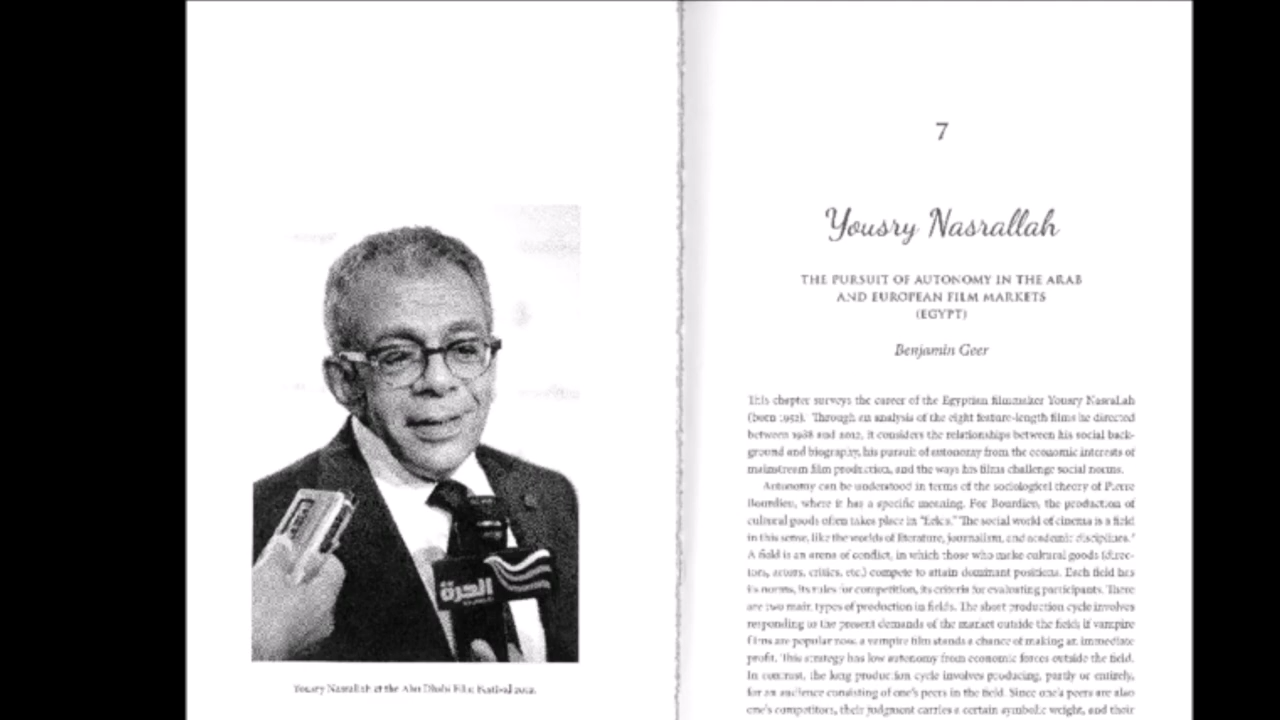 الحرة
Yousry Nasrallah at the Abu Dhabi Film Festival 2012.
7
Yousry Nasrallah
THE PURSUIT OF AUTONOMY IN THE ARAB
AND EUROPEAN FILM MARKETS
(EGYPT)
Benjamin Geer
This chapter surveys the career of the Egyptian filmmaker Yousry Nasrallah
(born 1952). Through an analysis of the eight feature-length films he directed
between 1988 and 2012, it considers the relationships between his social back-
ground and biography, his pursuit of autonomy from the economic interests of
mainstream film production, and the ways his films challenge social norms.
Autonomy can be understood in terms of the sociological theory of Pierre
Bourdieu, where it has a specific meaning. For Bourdieu, the production of
cultural goods often takes place in "fields." The social world of cinema is a field
in this sense, like the worlds of literature, journalism, and academic disciplines.¹
A field is an arena of conflict, in which those who make cultural goods (direc-
tors, actors, critics, etc.) compete to attain dominant positions. Each field has
its norms, its rules for competition, its criteria for evaluating participants. There
are two main types of production in fields. The short production cycle involves
responding to the present demands of the market outside the field; if vampire
films are popular now, a vampire film stands a chance of making an immediate
profit. This strategy has low autonomy from economic forces outside the field.
In contrast, the long production cycle involves producing, partly or entirely,
for an audience consisting of one's peers in the field. Since one's peers are also
one's competitors, their judgment carries a certain symbolic weight, and their